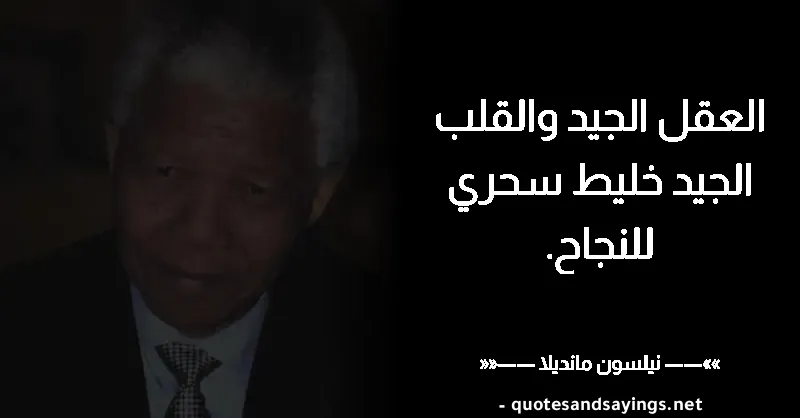 العقل الجيد والقلب
الجيد خليط سحري
للنجاح.
»»—— نيلسون مانديلا ——««
- quotesandsayings.net